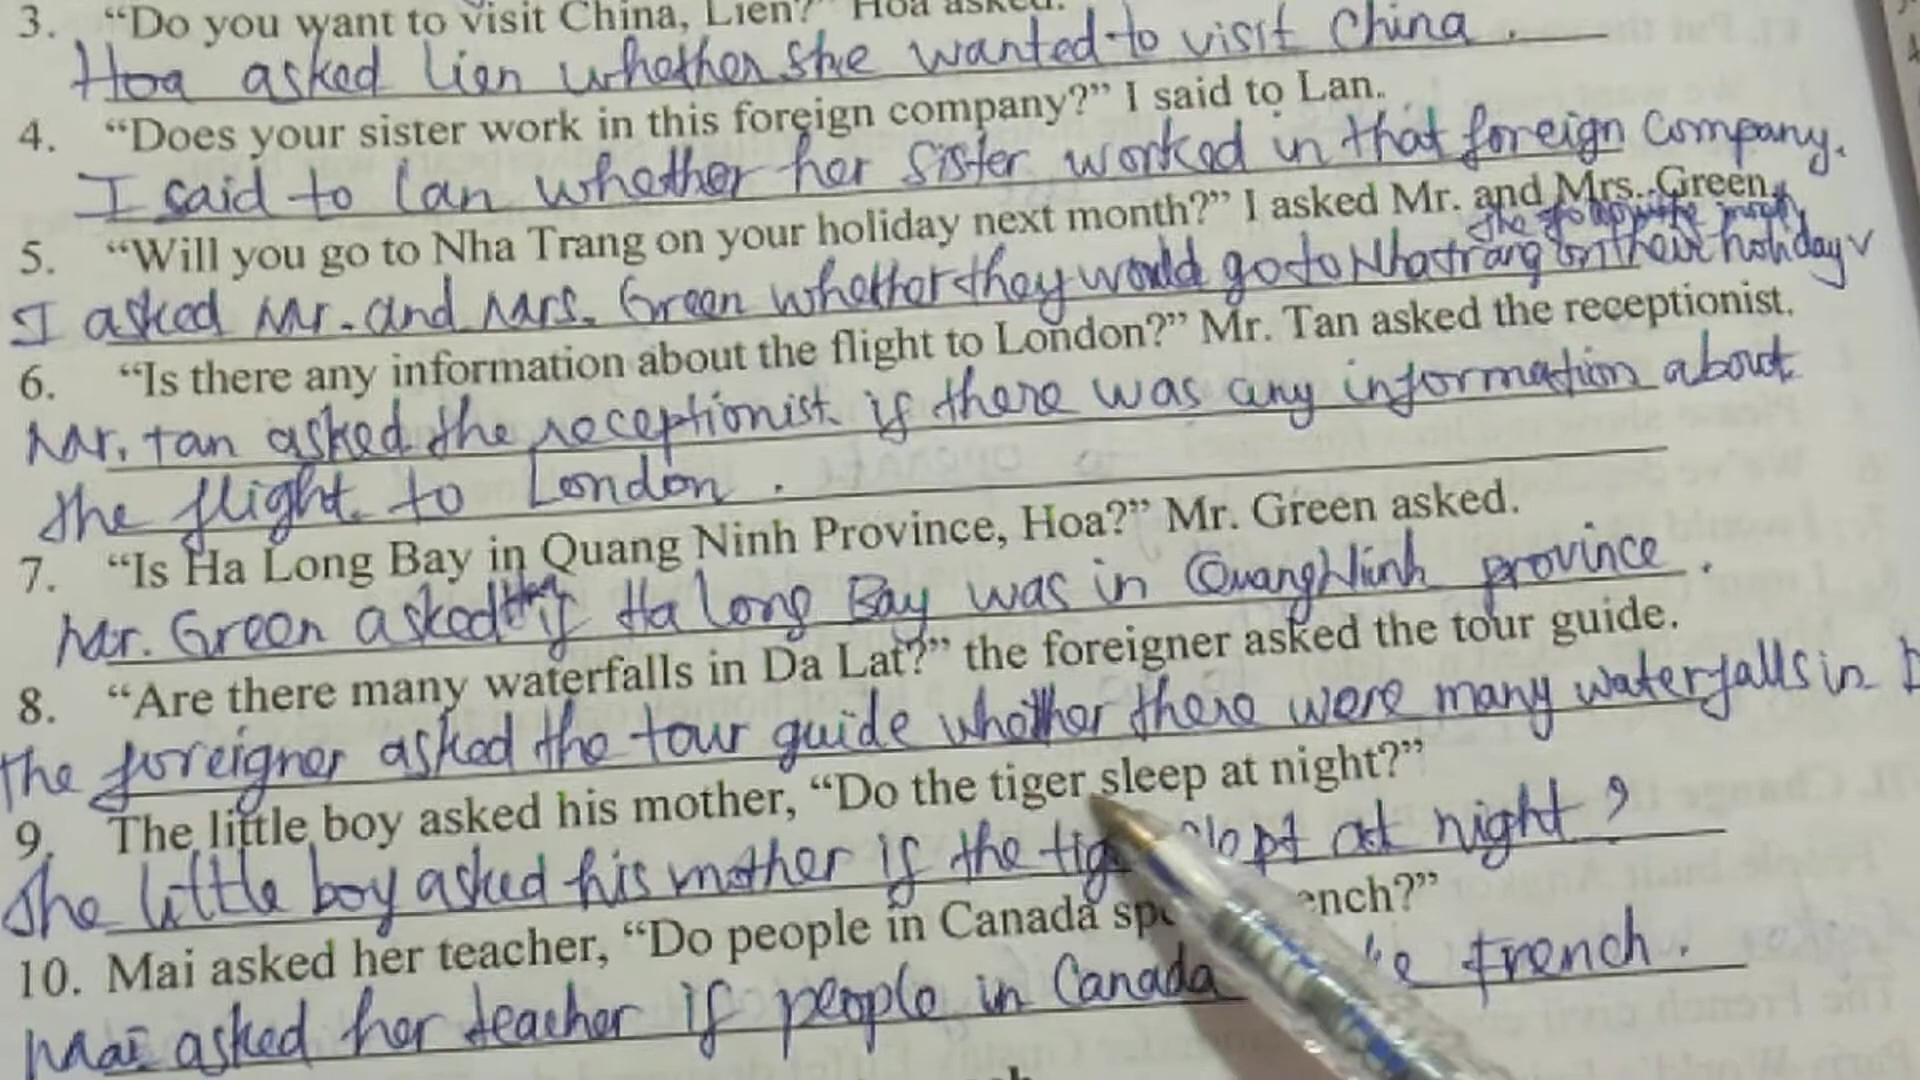 3. “Do you want to visit China, Lien?” Hoa asked.
Hoa asked lien whether she wanted to visit China.
4. “Does your sister work in this foreign company?” I said to Lan.
I said to lan whether her sister worked in that foreign company.
5. “Will you go to Nha Trang on your holiday next month?” I asked Mr. and Mrs. Green.
the following month
I asked Mr. and Mrs. Green whether they would go to Nha trang on their holiday
6. “Is there any information about the flight to London?” Mr. Tan asked the receptionist.
Mr. tan asked the receptionist if there was any information about
the flight to London.
7. “Is Ha Long Bay in Quang Ninh Province, Hoa?” Mr. Green asked.
Mr. Green asked if Ha long Bay was in Quang Ninh province.
8. “Are there many waterfalls in Da Lat?” the foreigner asked the tour guide.
the foreigner asked the tour guide whether there were many waterfalls in
9. The little boy asked his mother, “Do the tiger sleep at night?”
The little boy asked his mother if the slept at night?
10. Mai asked her teacher, “Do people in Canada
Mai asked her teacher if people in Canada french.